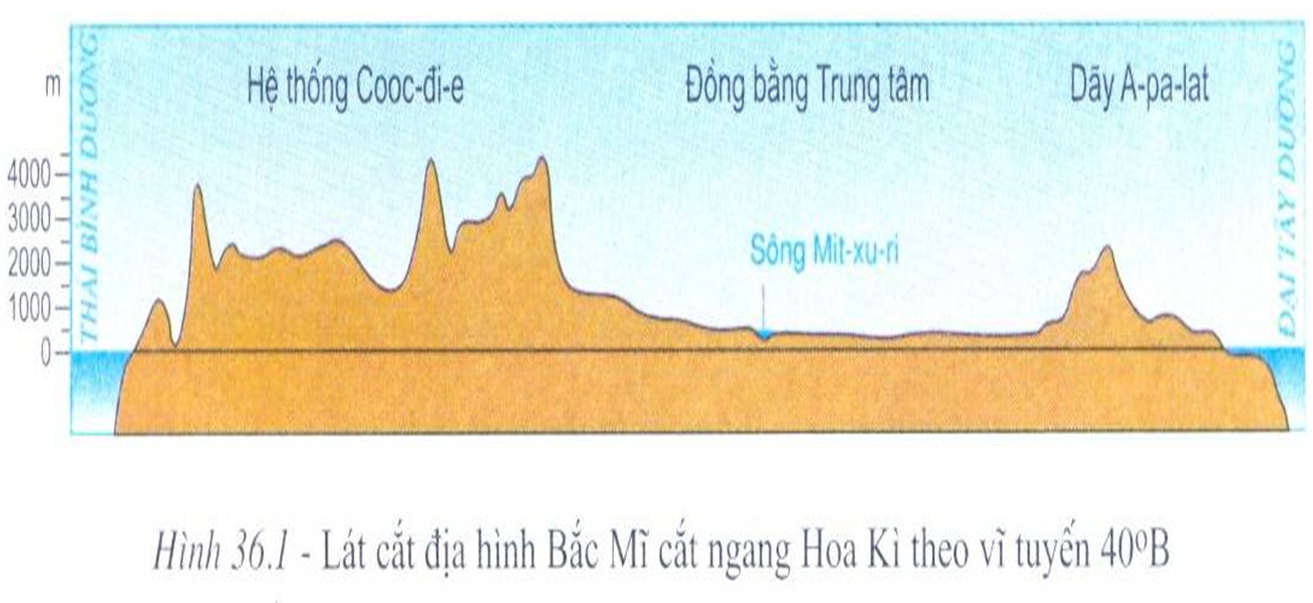 m
Hệ thống Cooc-đi-e
Đồng bằng Trung tâm
Dãy A-pa-lat
THÁI BÌNH DƯƠNG
ĐẠI TÂY DƯƠNG
4000
3000
2000
1000
0
Sông Mit-xu-ri
Hình 36.1 - Lát cắt địa hình Bắc Mĩ cắt ngang Hoa Kì theo vĩ tuyến 40ºB